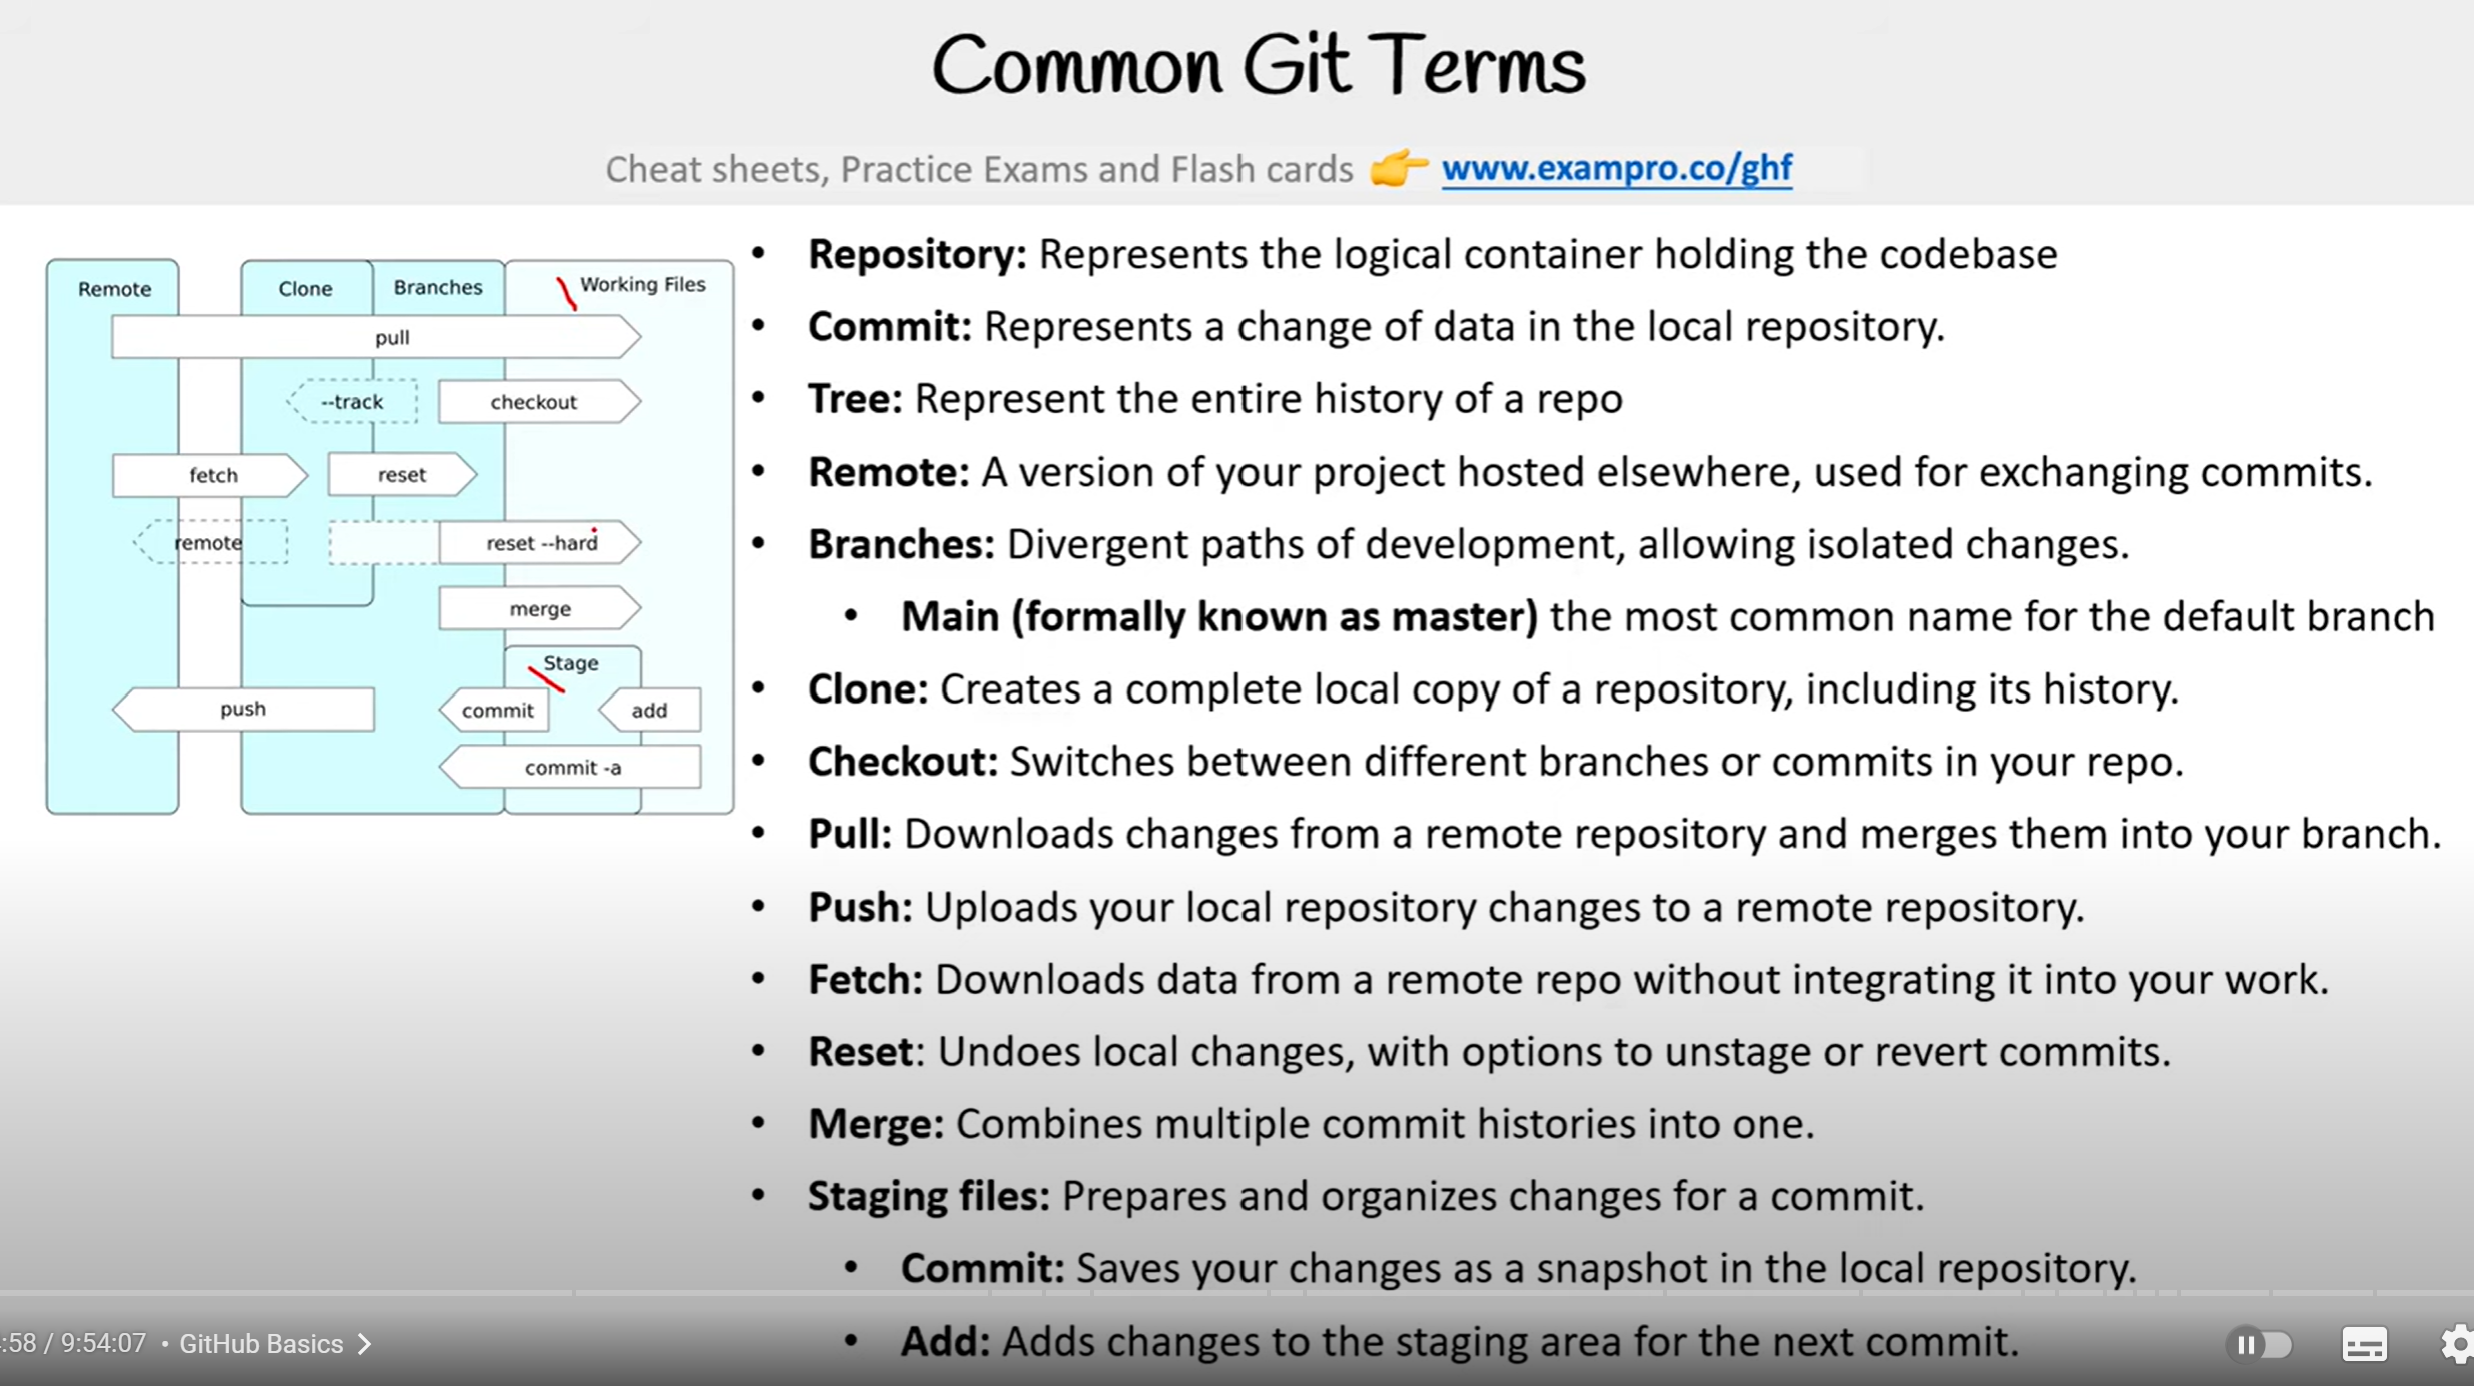 Common Git Terms
Cheat sheets, Practice Exams and Flash cards 👉 www.exampro.co/ghf
Remote
Clone
Branches
Working Files
pull
--track
checkout
fetch
reset
remote
reset --hard
merge
Stage
push
commit
add
commit -a
• Repository: Represents the logical container holding the codebase
• Commit: Represents a change of data in the local repository.
• Tree: Represent the entire history of a repo
• Remote: A version of your project hosted elsewhere, used for exchanging commits.
• Branches: Divergent paths of development, allowing isolated changes.
• Main (formally known as master) the most common name for the default branch
• Clone: Creates a complete local copy of a repository, including its history.
• Checkout: Switches between different branches or commits in your repo.
• Pull: Downloads changes from a remote repository and merges them into your branch.
• Push: Uploads your local repository changes to a remote repository.
• Fetch: Downloads data from a remote repo without integrating it into your work.
• Reset: Undoes local changes, with options to unstage or revert commits.
• Merge: Combines multiple commit histories into one.
• Staging files: Prepares and organizes changes for a commit.
• Commit: Saves your changes as a snapshot in the local repository.
• Add: Adds changes to the staging area for the next commit.
:58 / 9:54:07 • GitHub Basics